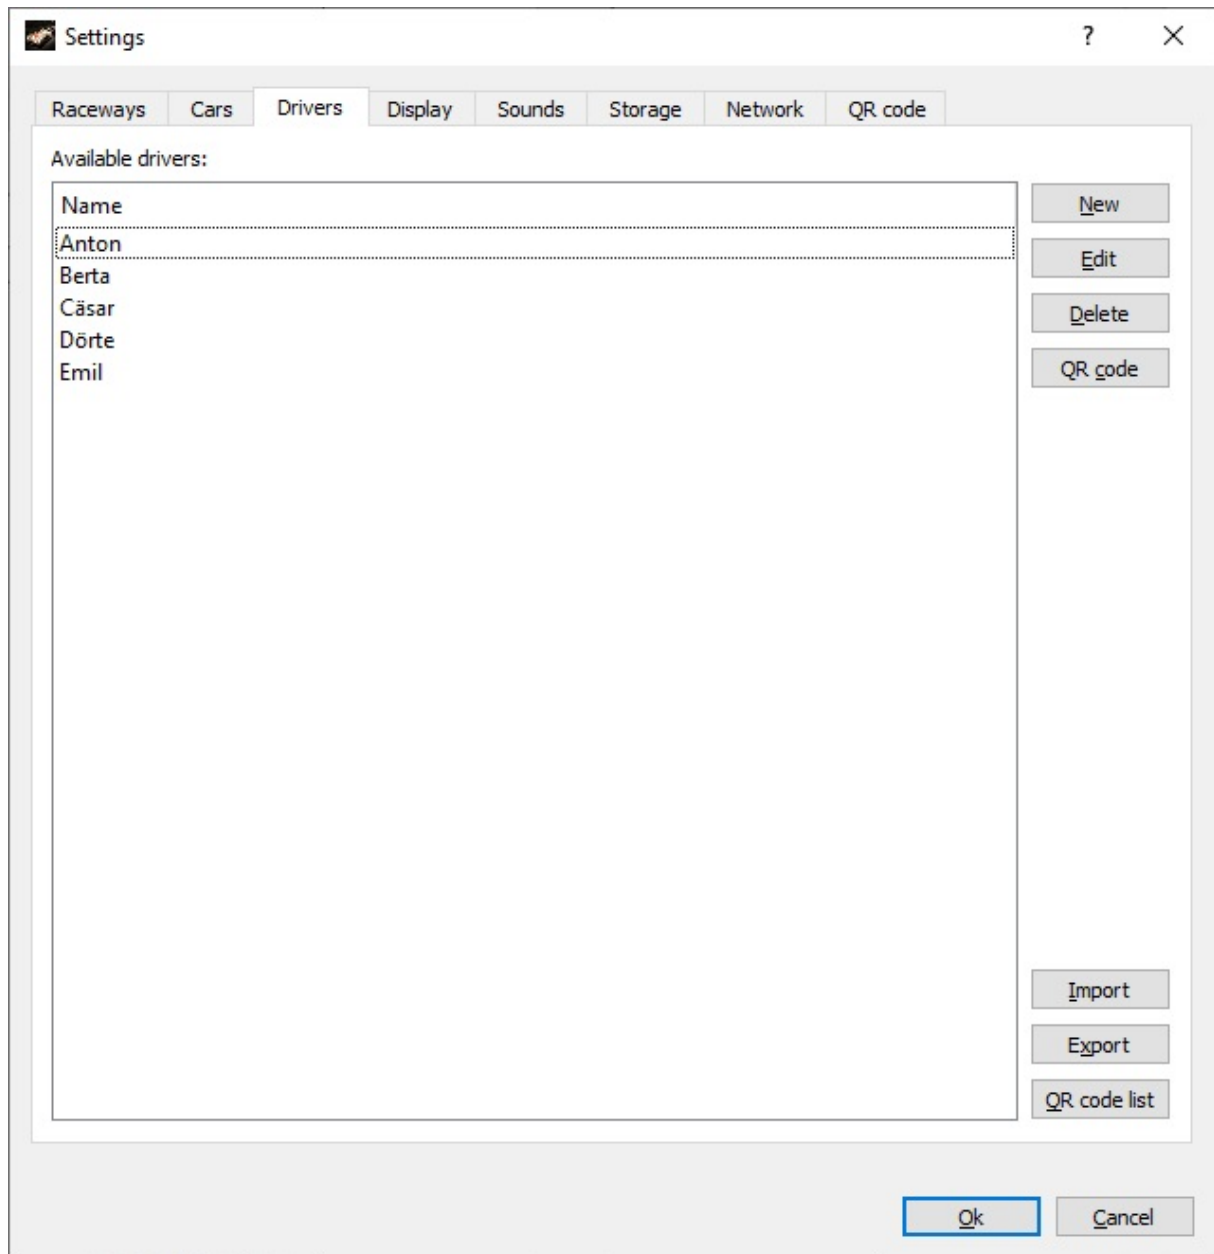 Settings
?
Raceways Cars Drivers Display Sounds Storage Network QR code
Available drivers:
Name
Anton
Berta
Cäsar
Dörte
Emil
New
Edit
Delete
QR code
Import
Export
QR code list
Ok Cancel